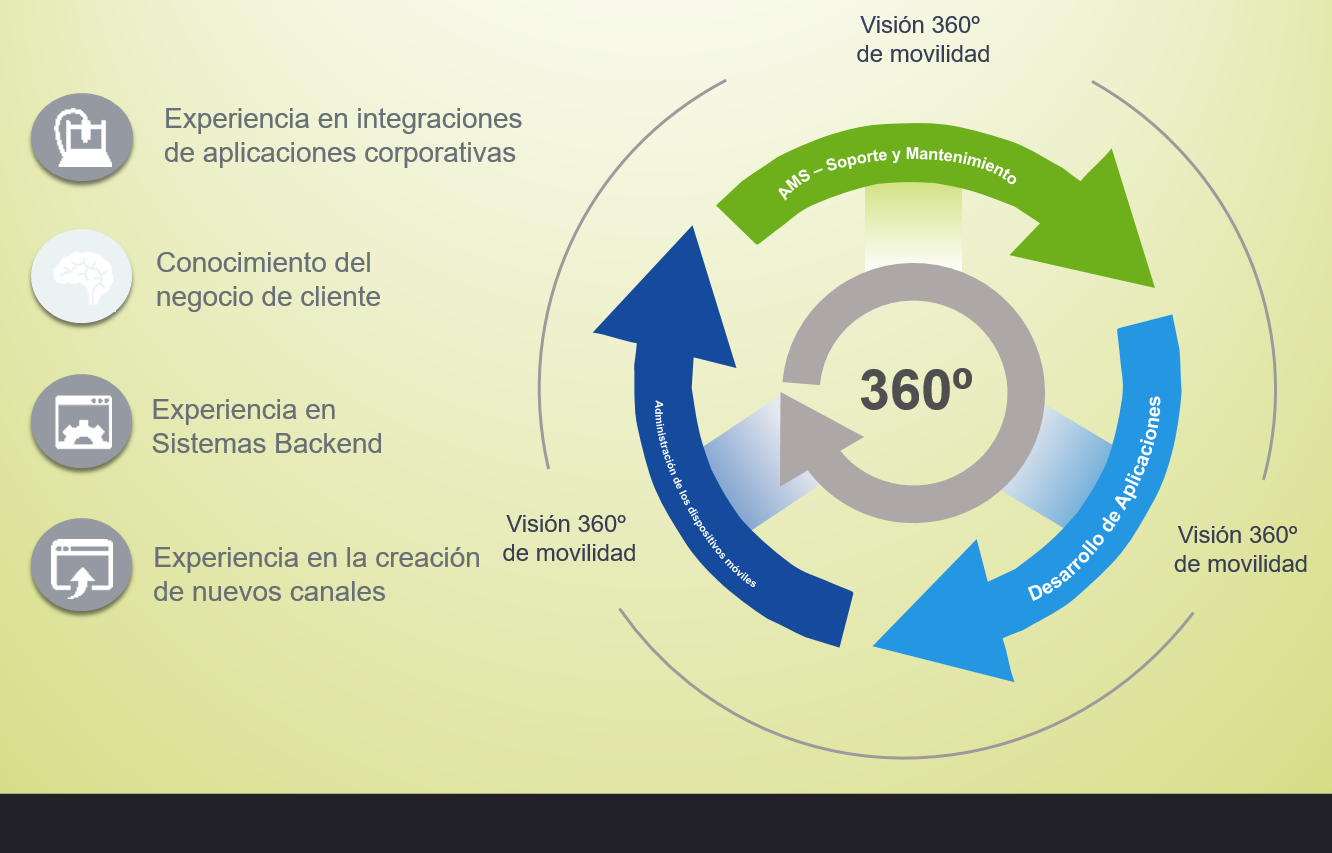 Experiencia en integraciones
de aplicaciones corporativas
Conocimiento del
negocio de cliente
Experiencia en
Sistemas Backend
Experiencia en la creación
de nuevos canales
Visión 360º
de movilidad
AMS – Soporte y Mantenimiento
360º
Desarrollo de Aplicaciones
Administración de los dispositivos móviles
Visión 360º
de movilidad
Visión 360º
de movilidad